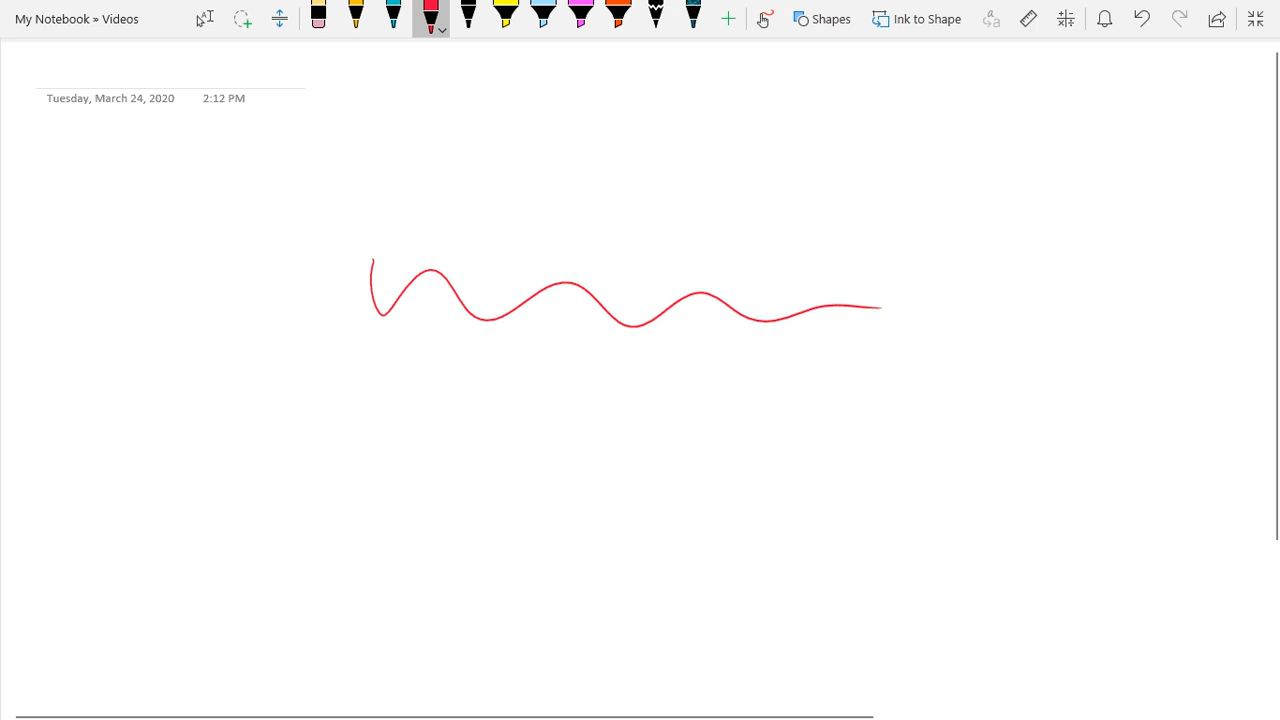 My Notebook » Videos
Shapes
Ink to Shape
Tuesday, March 24, 2020 2:12 PM